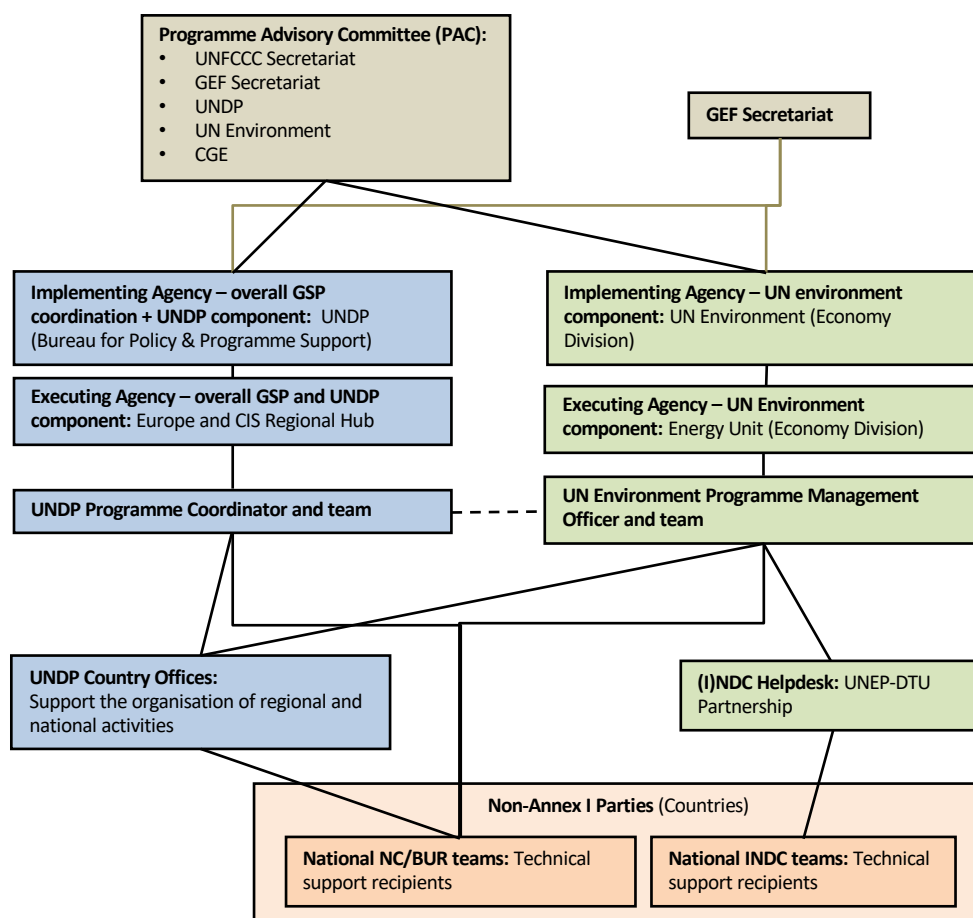 Programme Advisory Committee (PAC):
• UNFCCC Secretariat
• GEF Secretariat
• UNDP
• UN Environment
• CGE
GEF Secretariat
Implementing Agency – overall GSP
coordination + UNDP component: UNDP
(Bureau for Policy & Programme Support)
Implementing Agency – UN environment
component: UN Environment (Economy
Division)
Executing Agency – overall GSP and UNDP
component: Europe and CIS Regional Hub
Executing Agency – UN Environment
component: Energy Unit (Economy Division)
UNDP Programme Coordinator and team
UN Environment Programme Management
Officer and team
UNDP Country Offices:
Support the organisation of regional and
national activities
(I)NDC Helpdesk: UNEP-DTU
Partnership
Non-Annex I Parties (Countries)
National NC/BUR teams: Technical
support recipients
National INDC teams: Technical
support recipients